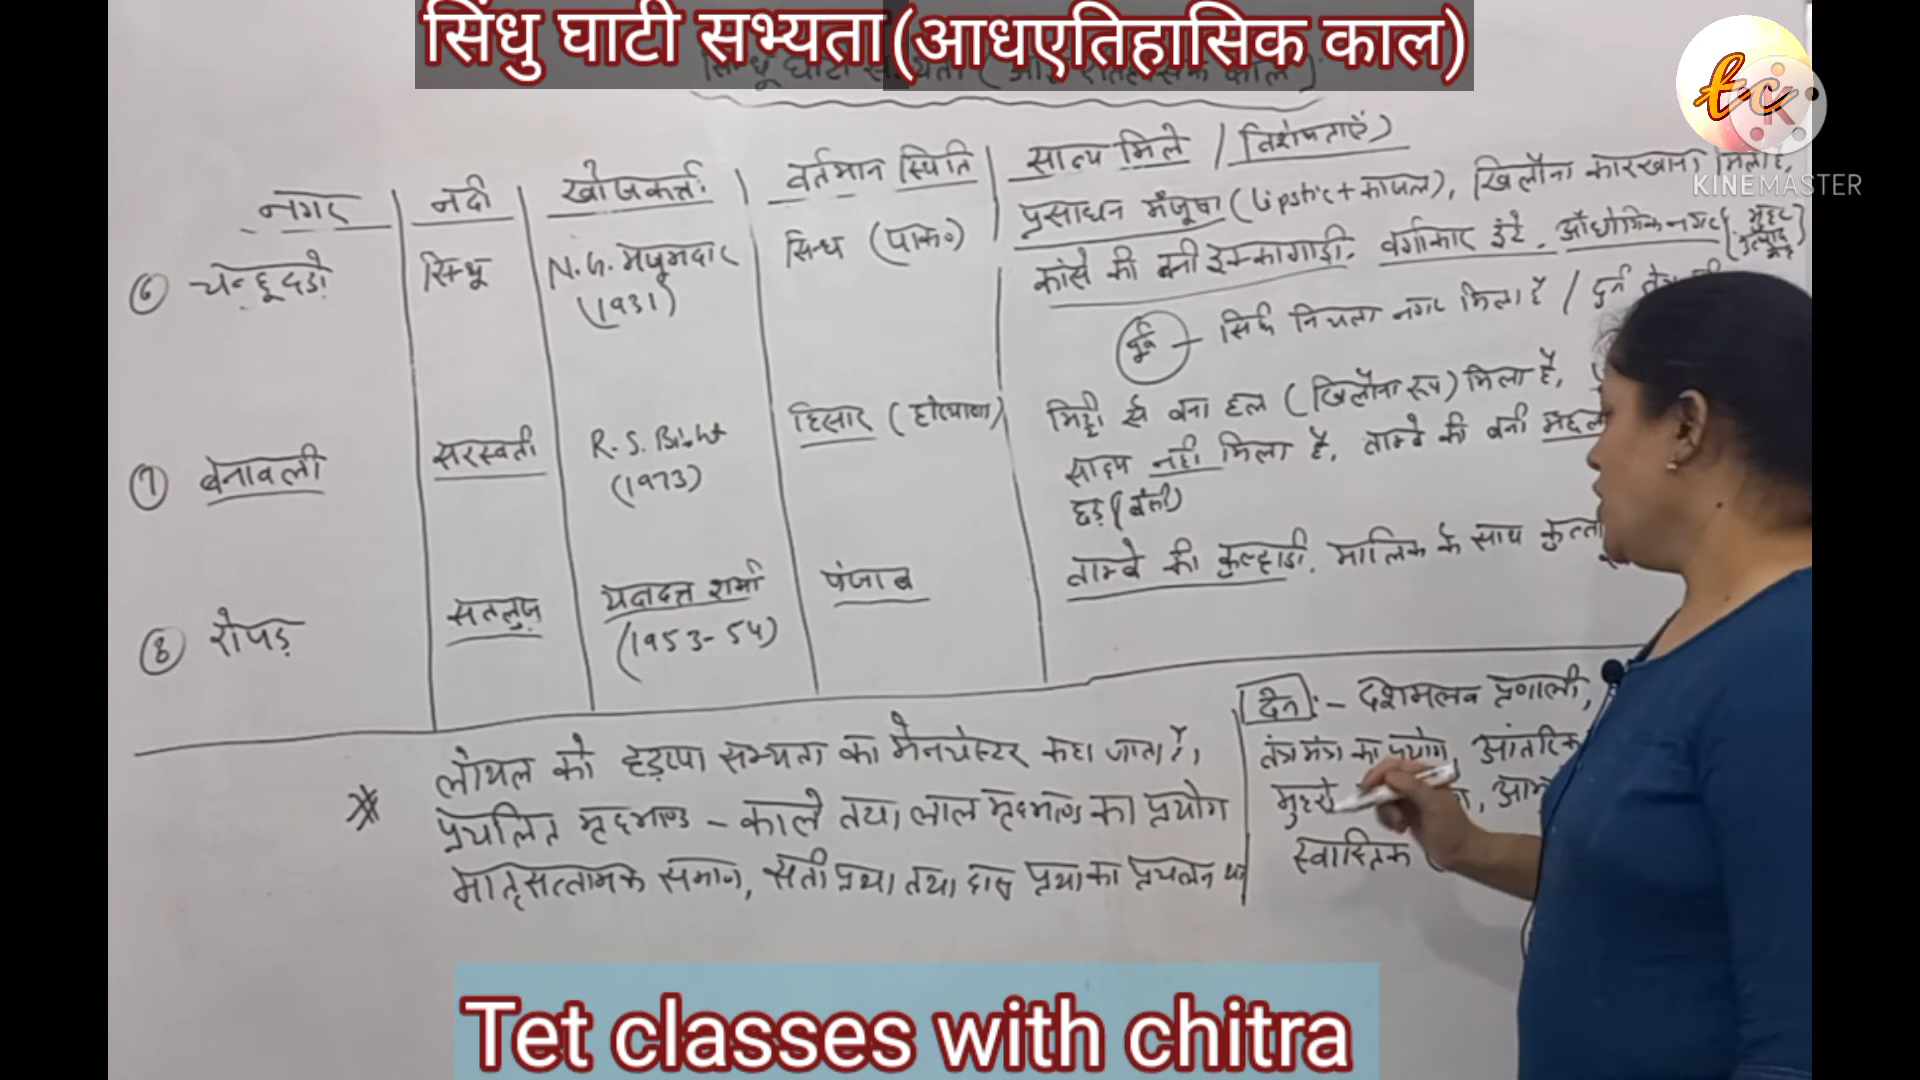 सिंधु घाटी सभ्यता(आधएतिहासिक काल)
tc
KINEMASTER
नगर नदी खोजकर्त्ता वर्तमान स्थिति साक्ष्य मिले / विशेषताएँ
⑥ चन्हूदडो सिन्धू N. G. मजुमदार (1931) सिन्ध (पाक०) प्रसाधन मंजूषा (Lipstic + काजल), खिलौना कारखाना मिला है,
कांसे की बनी इक्कागाडी, वर्गाकार इंटे, औधोगिक नगर
दुर्ग — सिर्फ निचला नगर मिला है / दुर्ग
⑦ बनावली सरस्वती R. S. Bisht (1973) हिसार (हरियाणा) मिट्टी से बना हल (खिलौना रूप) मिला है,
साक्ष्य नही मिला है, ताम्बे की बनी मछली
⑧ रोपड़ सतलुज यज्ञदत्त शर्मा (1953-54) पंजाब ताम्बे की कुल्हाडी, मालिक के साथ कुत्ता
* लोथल को हड़प्पा सभ्यता का मेनचेस्टर कहा जाता है,
प्रचलित मृदभाण्ड - काले तथा लाल मृदभाण्ड का प्रयोग
मातृसत्तामक समाज, सती प्रथा तथा दास प्रथा का प्रचलन था
देन :- दशमलव प्रणाली,
तंत्र मंत्र का प्रयोग, आंतरिक
मुहरो
स्वास्तिक
Tet classes with chitra